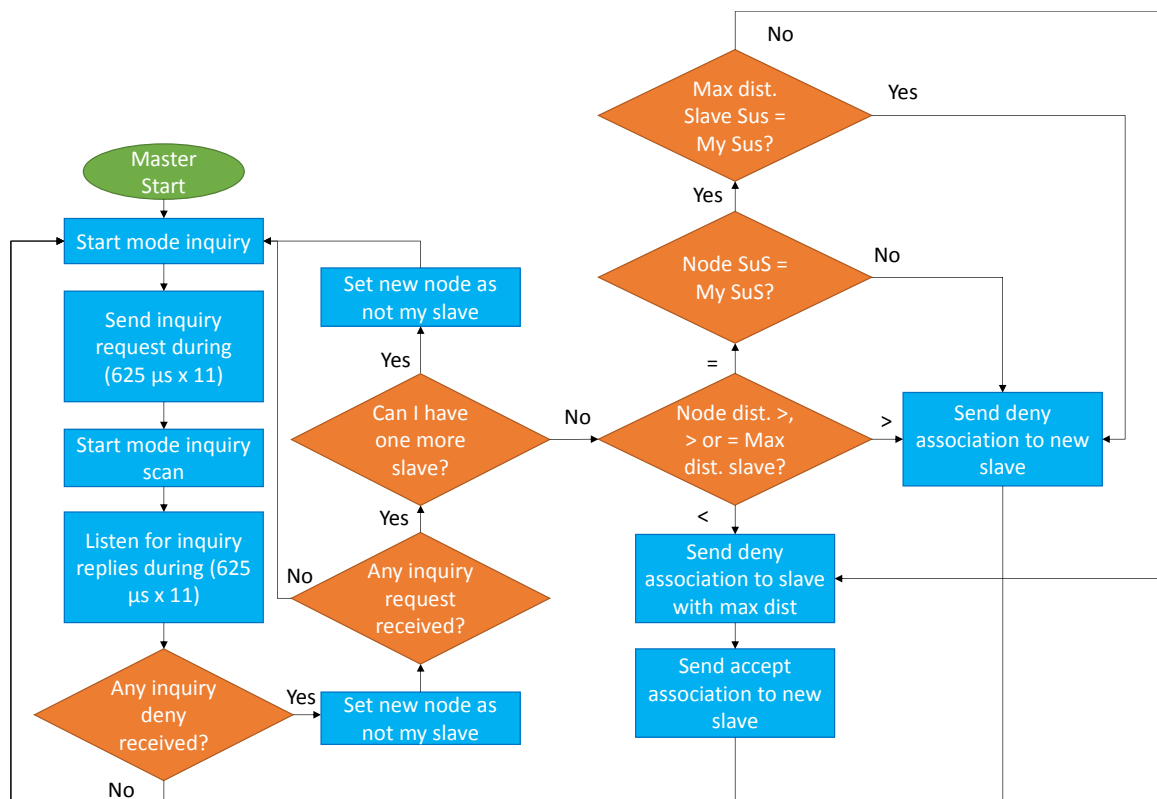 Master
Start
Start mode inquiry
Send inquiry
request during
(625 µs x 11)
Start mode inquiry
scan
Listen for inquiry
replies during (625
µs x 11)
Any inquiry
deny
received?
No
Yes
Set new node as
not my slave
Any inquiry
request
received?
No
Yes
Can I have
one more
slave?
Yes
Set new node as
not my slave
No
Node dist. >,
> or = Max
dist. slave?
=
>
<
Node SuS =
My SuS?
No
Yes
Max dist.
Slave Sus =
My Sus?
No
Yes
Send deny
association to new
slave
Send deny
association to slave
with max dist
Send accept
association to new
slave